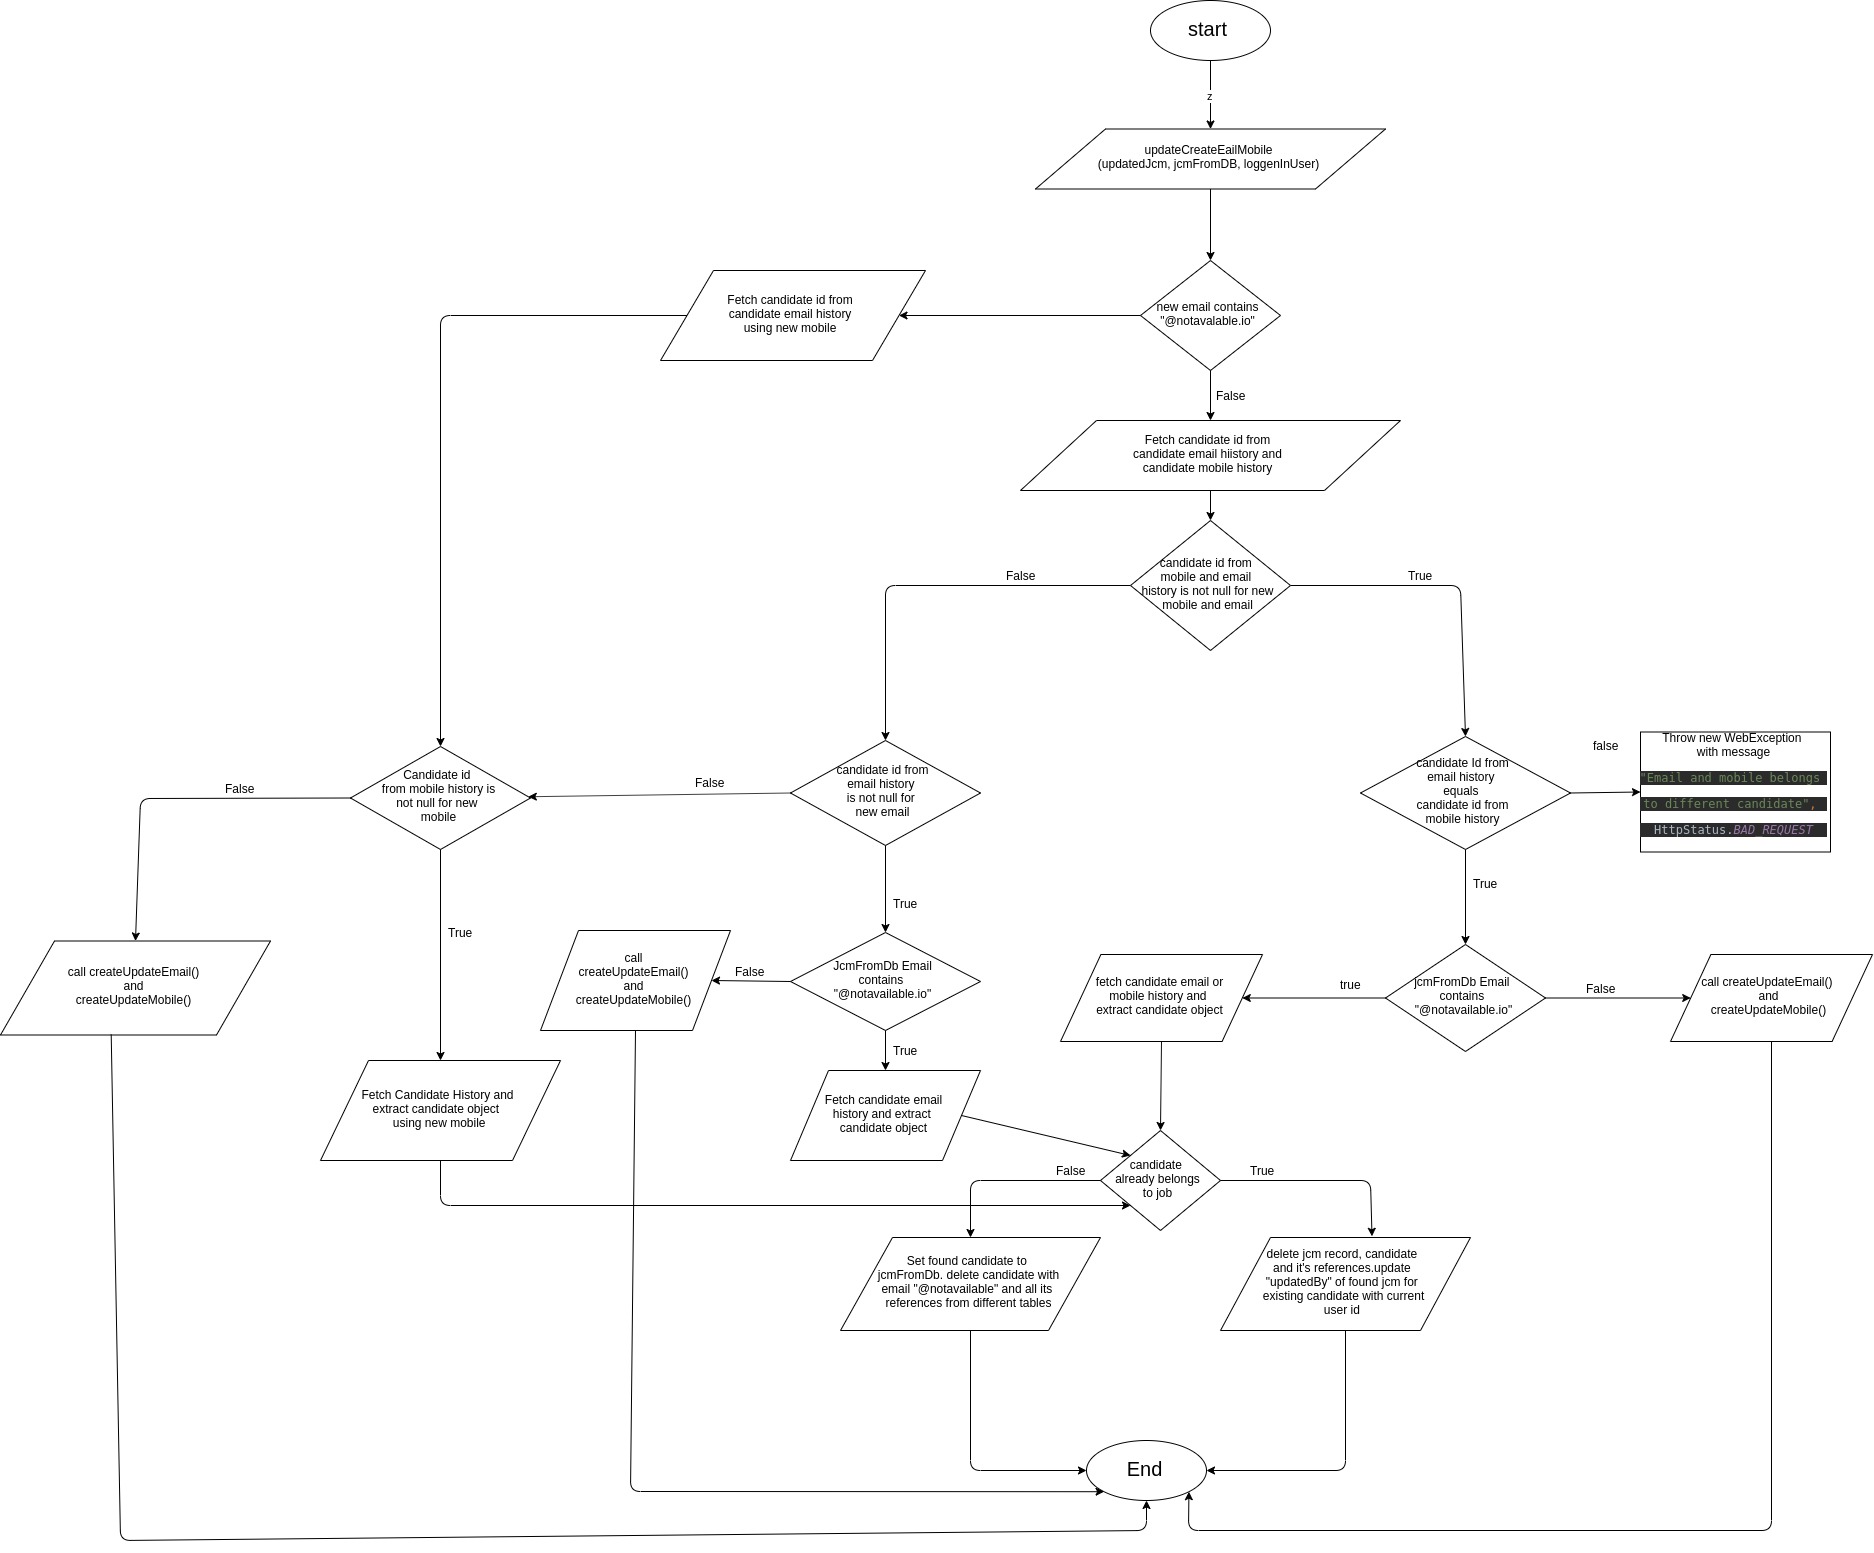 start
z
updateCreateEailMobile
(updatedJcm, jcmFromDB, loggenInUser)
new email contains
"@notavalable.io"
Fetch candidate id from
candidate email history
using new mobile
False
Fetch candidate id from
candidate email hiistory and
candidate mobile history
candidate id from
mobile and email
history is not null for new
mobile and email
False
True
Candidate id
from mobile history is
not null for new
mobile
False
True
candidate id from
email history
is not null for
new email
False
True
candidate Id from
email history
equals
candidate id from
mobile history
false
True
Throw new WebException
with message
"Email and mobile belongs
to different candidate",
HttpStatus.BAD_REQUEST
call createUpdateEmail()
and
createUpdateMobile()
call
createUpdateEmail()
and
createUpdateMobile()
False
JcmFromDb Email
contains
"@notavailable.io"
True
fetch candidate email or
mobile history and
extract candidate object
true
jcmFromDb Email
contains
"@notavailable.io"
False
call createUpdateEmail()
and
createUpdateMobile()
Fetch Candidate History and
extract candidate object
using new mobile
Fetch candidate email
history and extract
candidate object
candidate
already belongs
to job
False
True
Set found candidate to
jcmFromDb. delete candidate with
email "@notavailable" and all its
references from different tables
delete jcm record, candidate
and it's references.update
"updatedBy" of found jcm for
existing candidate with current
user id
End